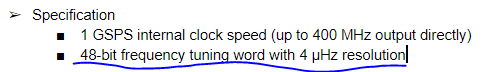 ➢ Specification
■ 1 GSPS internal clock speed (up to 400 MHz output directly)
■ 48-bit frequency tuning word with 4 μHz resolution